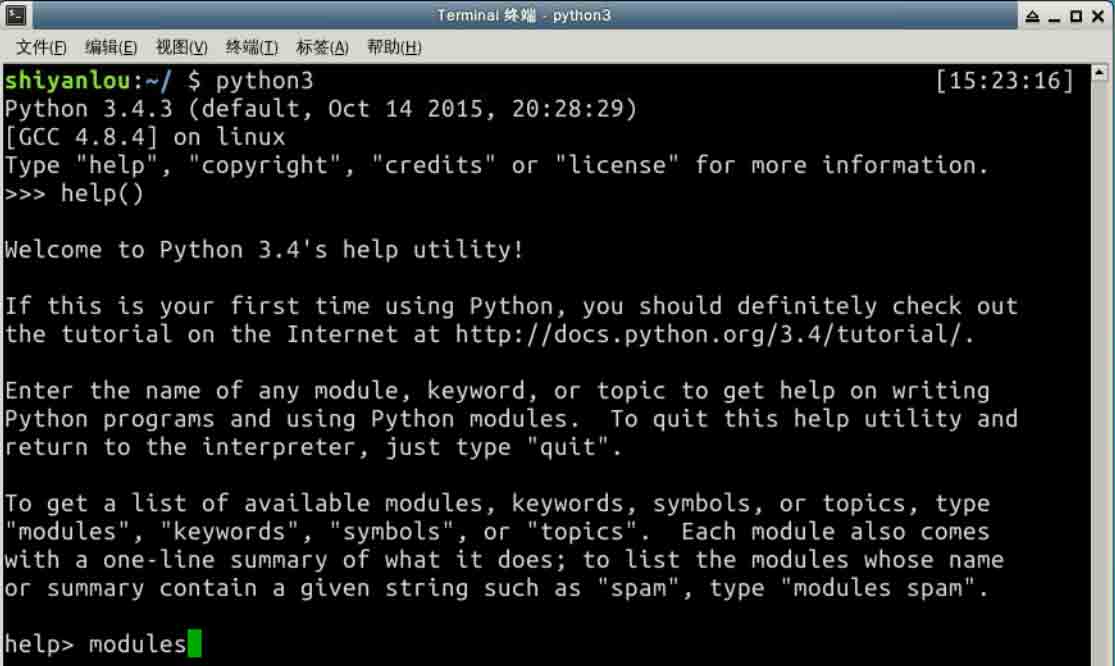 Terminal 终端 - python3
文件(F) 编辑(E) 视图(V) 终端(T) 标签(A) 帮助(H)
shiyanlou:~/ $ python3 [15:23:16]
Python 3.4.3 (default, Oct 14 2015, 20:28:29)
[GCC 4.8.4] on linux
Type "help", "copyright", "credits" or "license" for more information.
>>> help()
Welcome to Python 3.4's help utility!
If this is your first time using Python, you should definitely check out
the tutorial on the Internet at http://docs.python.org/3.4/tutorial/.
Enter the name of any module, keyword, or topic to get help on writing
Python programs and using Python modules.  To quit this help utility and
return to the interpreter, just type "quit".
To get a list of available modules, keywords, symbols, or topics, type
"modules", "keywords", "symbols", or "topics".  Each module also comes
with a one-line summary of what it does; to list the modules whose name
or summary contain a given string such as "spam", type "modules spam".
help> modules